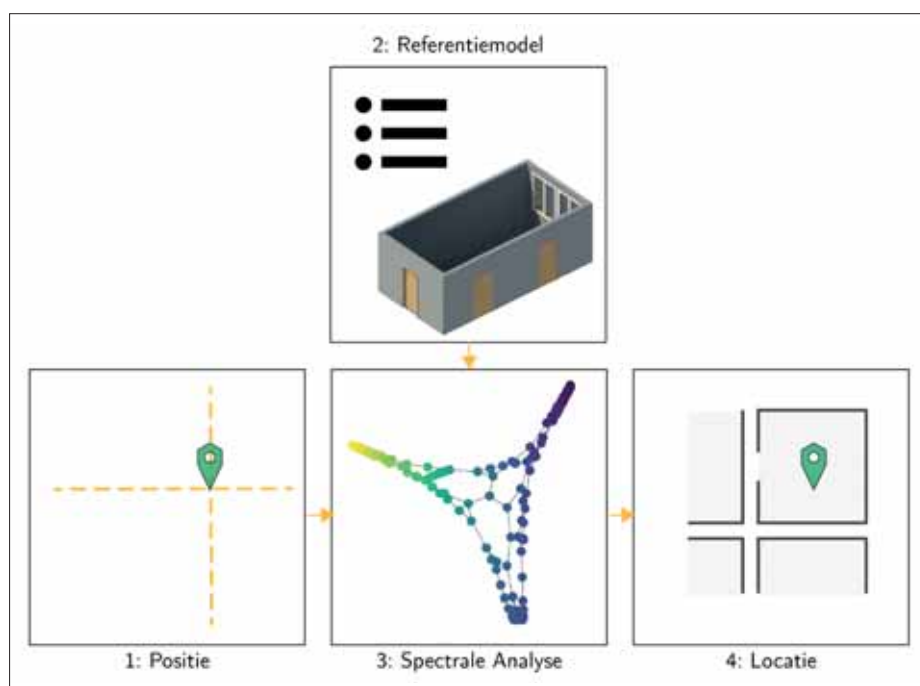 2: Referentiemodel
1: Positie
3: Spectrale Analyse
4: Locatie